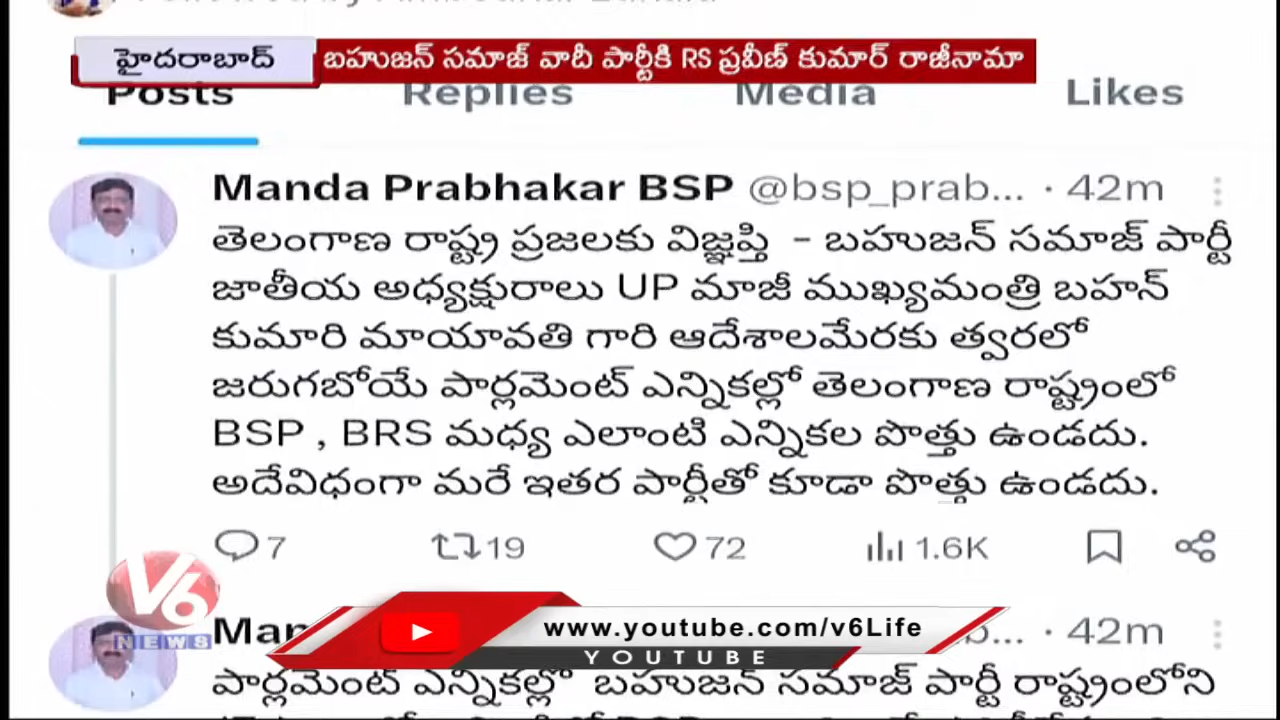 హైదరాబాద్
బహుజన్ సమాజ్ వాదీ పార్టీకి RS ప్రవీణ్ కుమార్ రాజీనామా
Posts Replies Media Likes
Manda Prabhakar BSP @bsp_prab... · 42m
తెలంగాణ రాష్ట్ర ప్రజలకు విజ్ఞప్తి - బహుజన్ సమాజ్ పార్టీ
జాతీయ అధ్యక్షురాలు UP మాజీ ముఖ్యమంత్రి బహన్
కుమారి మాయావతి గారి ఆదేశాలమేరకు త్వరలో
జరుగబోయే పార్లమెంట్ ఎన్నికల్లో తెలంగాణ రాష్ట్రంలో
BSP , BRS మధ్య ఎలాంటి ఎన్నికల పొత్తు ఉండదు.
అదేవిధంగా మరే ఇతర పార్టీతో కూడా పొత్తు ఉండదు.
7 19 72 1.6K
V6
NEWS
www.youtube.com/v6Life
YOUTUBE
... · 42m
పార్లమెంట్ ఎన్నికల్లో బహుజన్ సమాజ్ పార్టీ రాష్ట్రంలోని